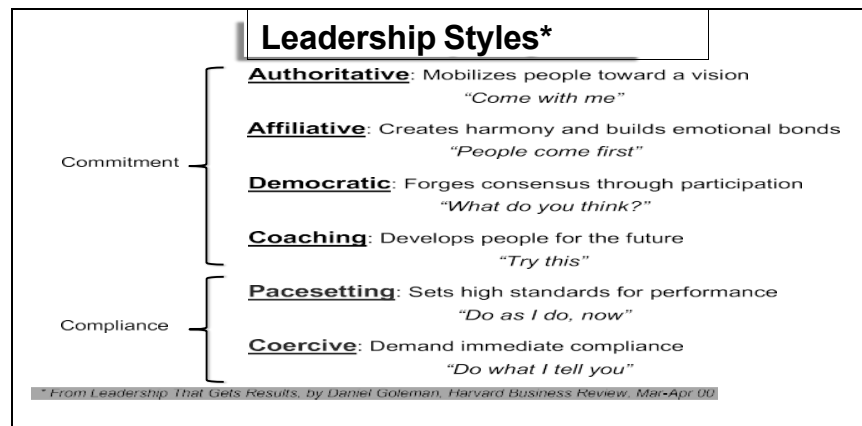 Leadership Styles*
Authoritative: Mobilizes people toward a vision
“Come with me”
Affiliative: Creates harmony and builds emotional bonds
“People come first”
Commitment
Democratic: Forges consensus through participation
“What do you think?”
Coaching: Develops people for the future
“Try this”
Pacesetting: Sets high standards for performance
“Do as I do, now”
Compliance
Coercive: Demand immediate compliance
“Do what I tell you”
* From Leadership That Gets Results, by Daniel Goleman, Harvard Business Review, Mar-Apr 00